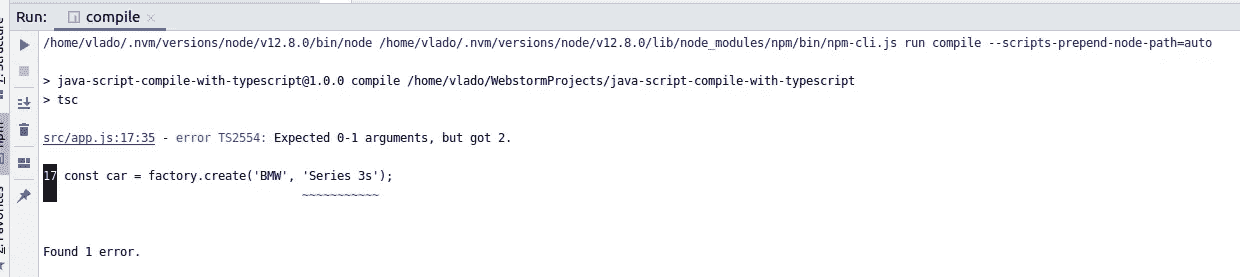 Run: compile
/home/vlado/.nvm/versions/node/v12.8.0/bin/node /home/vlado/.nvm/versions/node/v12.8.0/lib/node_modules/npm/bin/npm-cli.js run compile --scripts-prepend-node-path=auto
> java-script-compile-with-typescript@1.0.0 compile /home/vlado/WebstormProjects/java-script-compile-with-typescript
> tsc
src/app.js:17:35 - error TS2554: Expected 0-1 arguments, but got 2.
17 const car = factory.create('BMW', 'Series 3s');
~~~~~~~~~~~
Found 1 error.